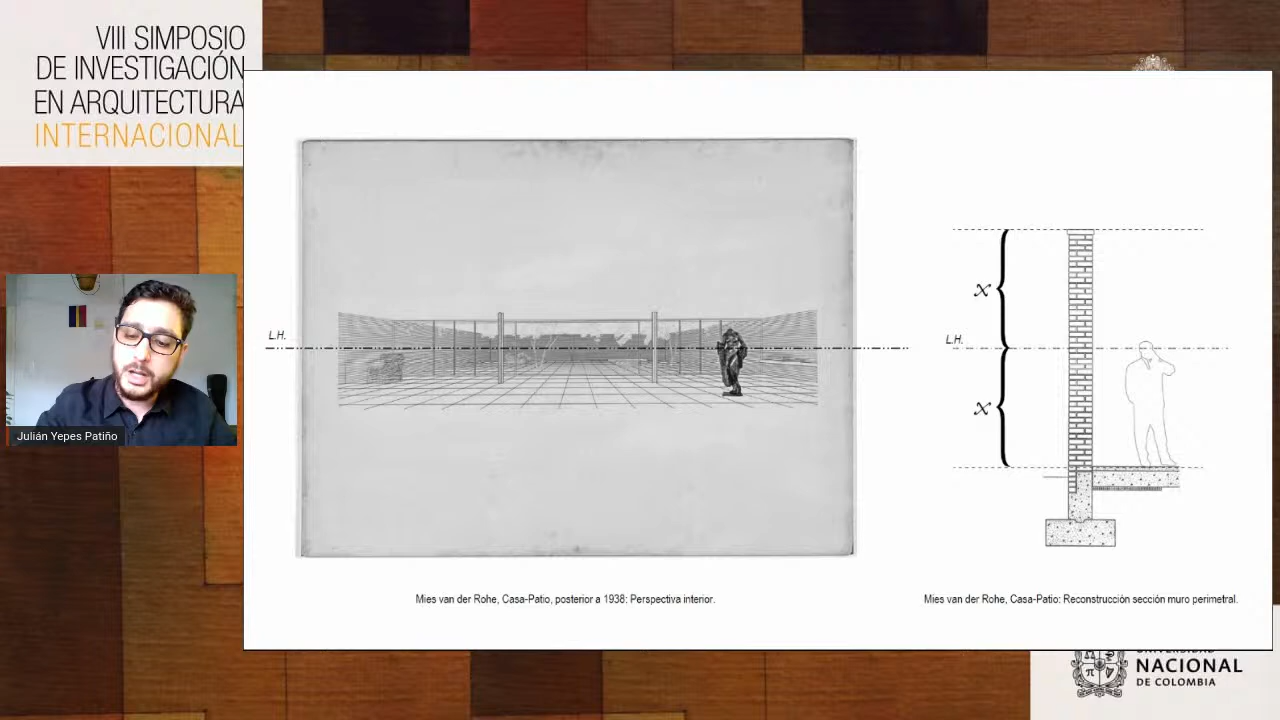 VIII SIMPOSIO
DE INVESTIGACIÓN
EN ARQUITECTURA
INTERNACIONAL
L.H.
x
L.H.
x
Julián Yepes Patiño
Mies van der Rohe, Casa-Patio, posterior a 1938: Perspectiva interior.
Mies van der Rohe, Casa-Patio: Reconstrucción sección muro perimetral.
UNIVERSIDAD
NACIONAL
DE COLOMBIA